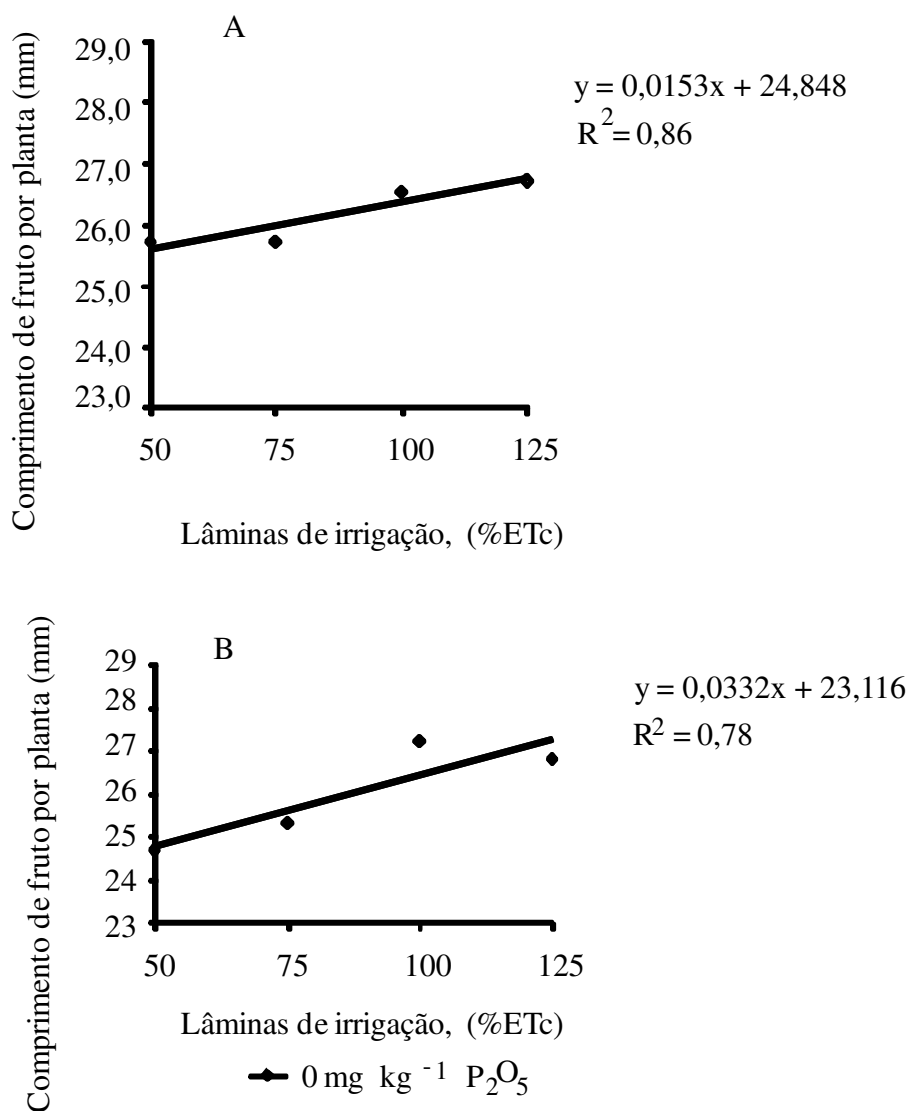 A
Comprimento de fruto por planta (mm)
29,0
28,0
27,0
26,0
25,0
24,0
23,0
50 75 100 125
Lâminas de irrigação, (%ETc)
y = 0,0153x + 24,848
R² = 0,86
B
Comprimento de fruto por planta (mm)
29
28
27
26
25
24
23
50 75 100 125
Lâminas de irrigação, (%ETc)
y = 0,0332x + 23,116
R² = 0,78
0 mg kg ⁻¹ P₂O₅